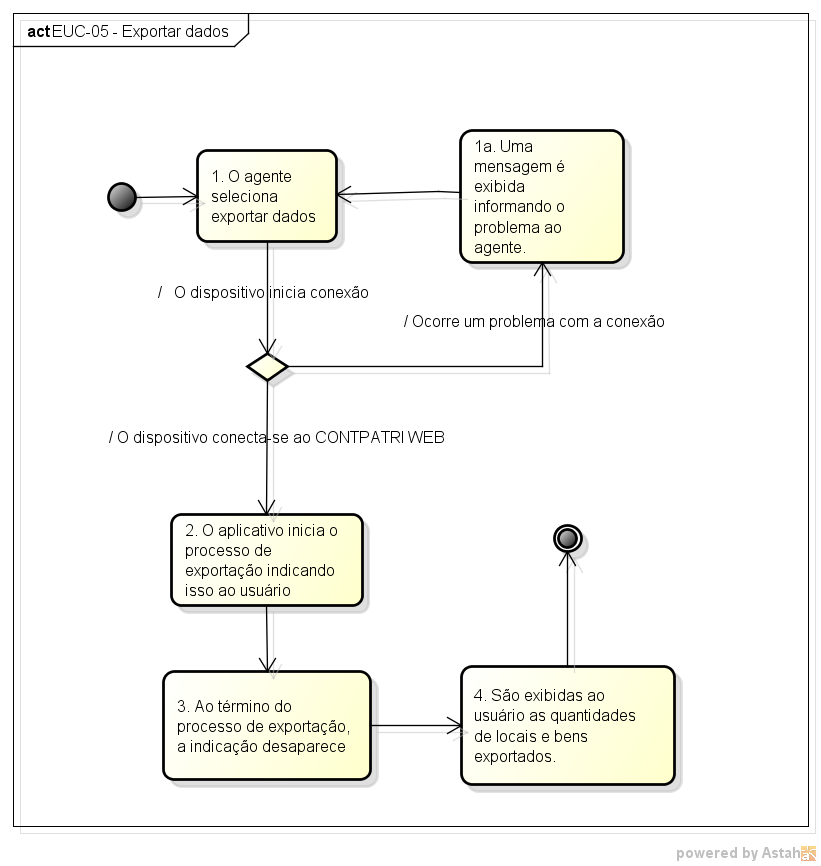 act EUC-05 - Exportar dados
1. O agente
seleciona
exportar dados
1a. Uma
mensagem é
exibida
informando o
problema ao
agente.
/   O dispositivo inicia conexão
/ Ocorre um problema com a conexão
/ O dispositivo conecta-se ao CONTPATRI WEB
2. O aplicativo inicia o
processo de
exportação indicando
isso ao usuário
3. Ao término do
processo de exportação,
a indicação desaparece
4. São exibidas ao
usuário as quantidades
de locais e bens
exportados.
powered by Astah